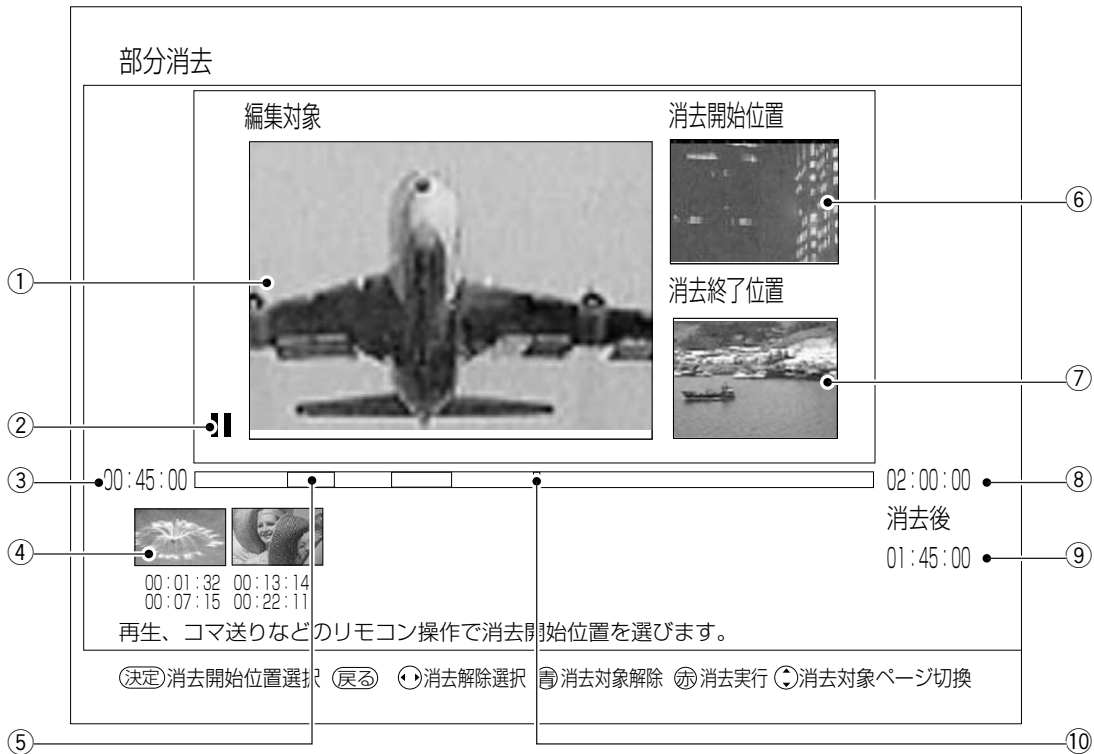 部分消去
編集対象
消去開始位置
⑥
①
消去終了位置
⑦
②
③
00:45:00
02:00:00
⑧
消去後
④
01:45:00
⑨
00:01:32 00:13:14
00:07:15 00:22:11
再生、コマ送りなどのリモコン操作で消去開始位置を選びます。
決定 消去開始位置選択 戻る 消去解除選択 青 消去対象解除 赤 消去実行 消去対象ページ切換
⑤
⑩